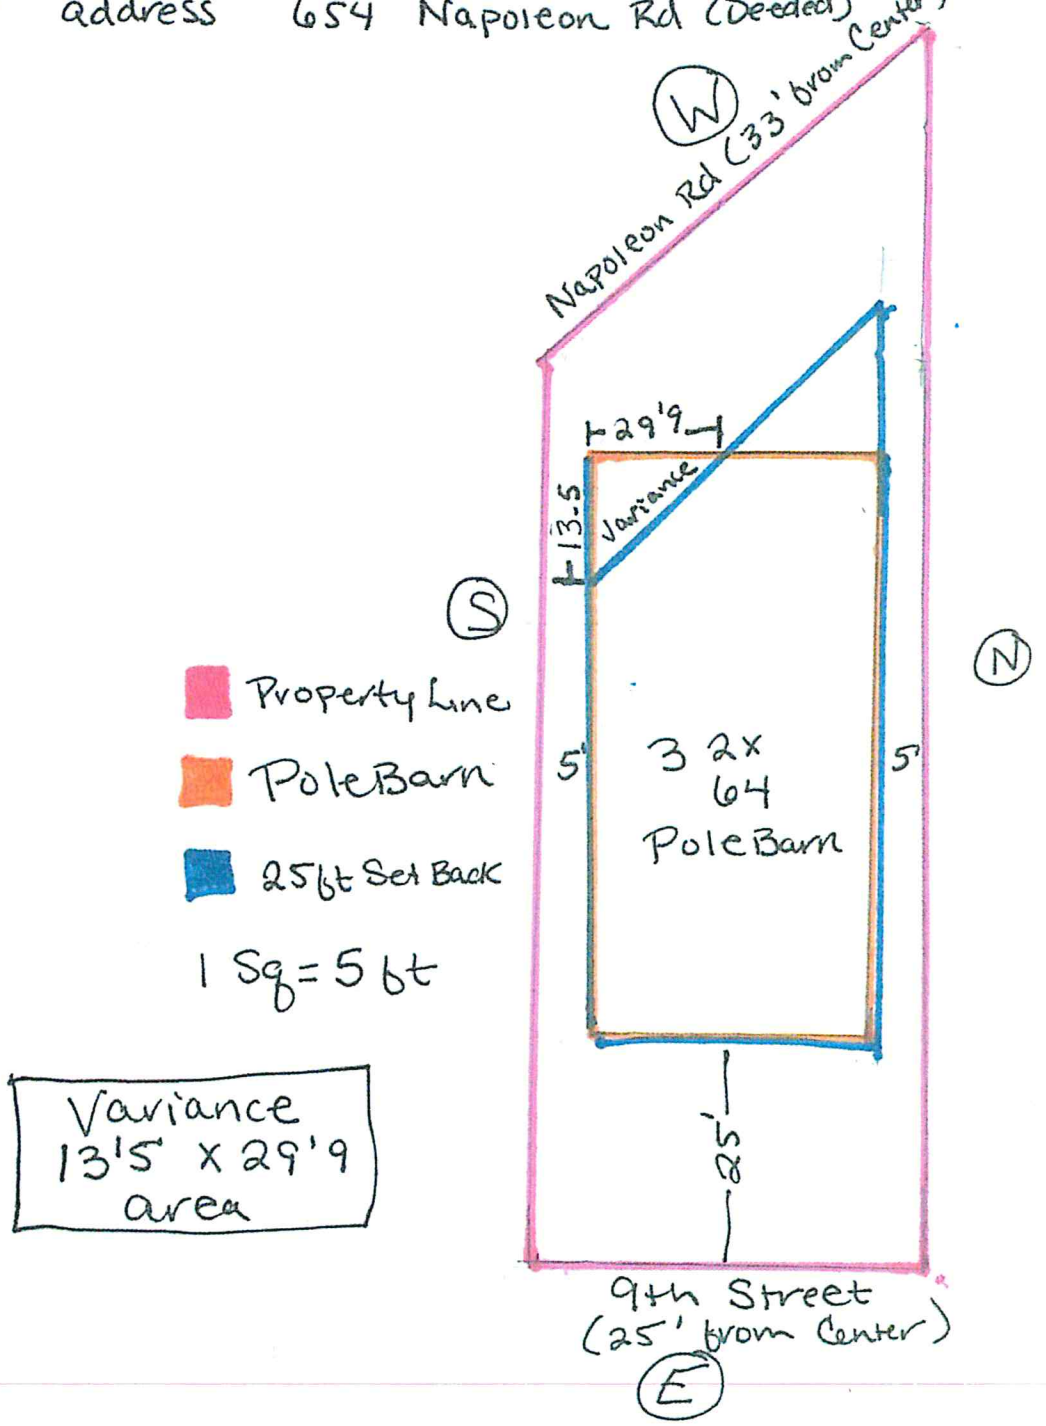 address 654 Napoleon Rd (Deeded)
W
Napoleon Rd (33' from Center)
29'9
13.5
Variance
S
N
Property Line
Pole Barn
25ft Set Back
1 Sq = 5 ft
5'
32x
64
Pole Barn
5'
Variance
13'5 x 29'9
area
25'
9th Street
(25' from Center)
E